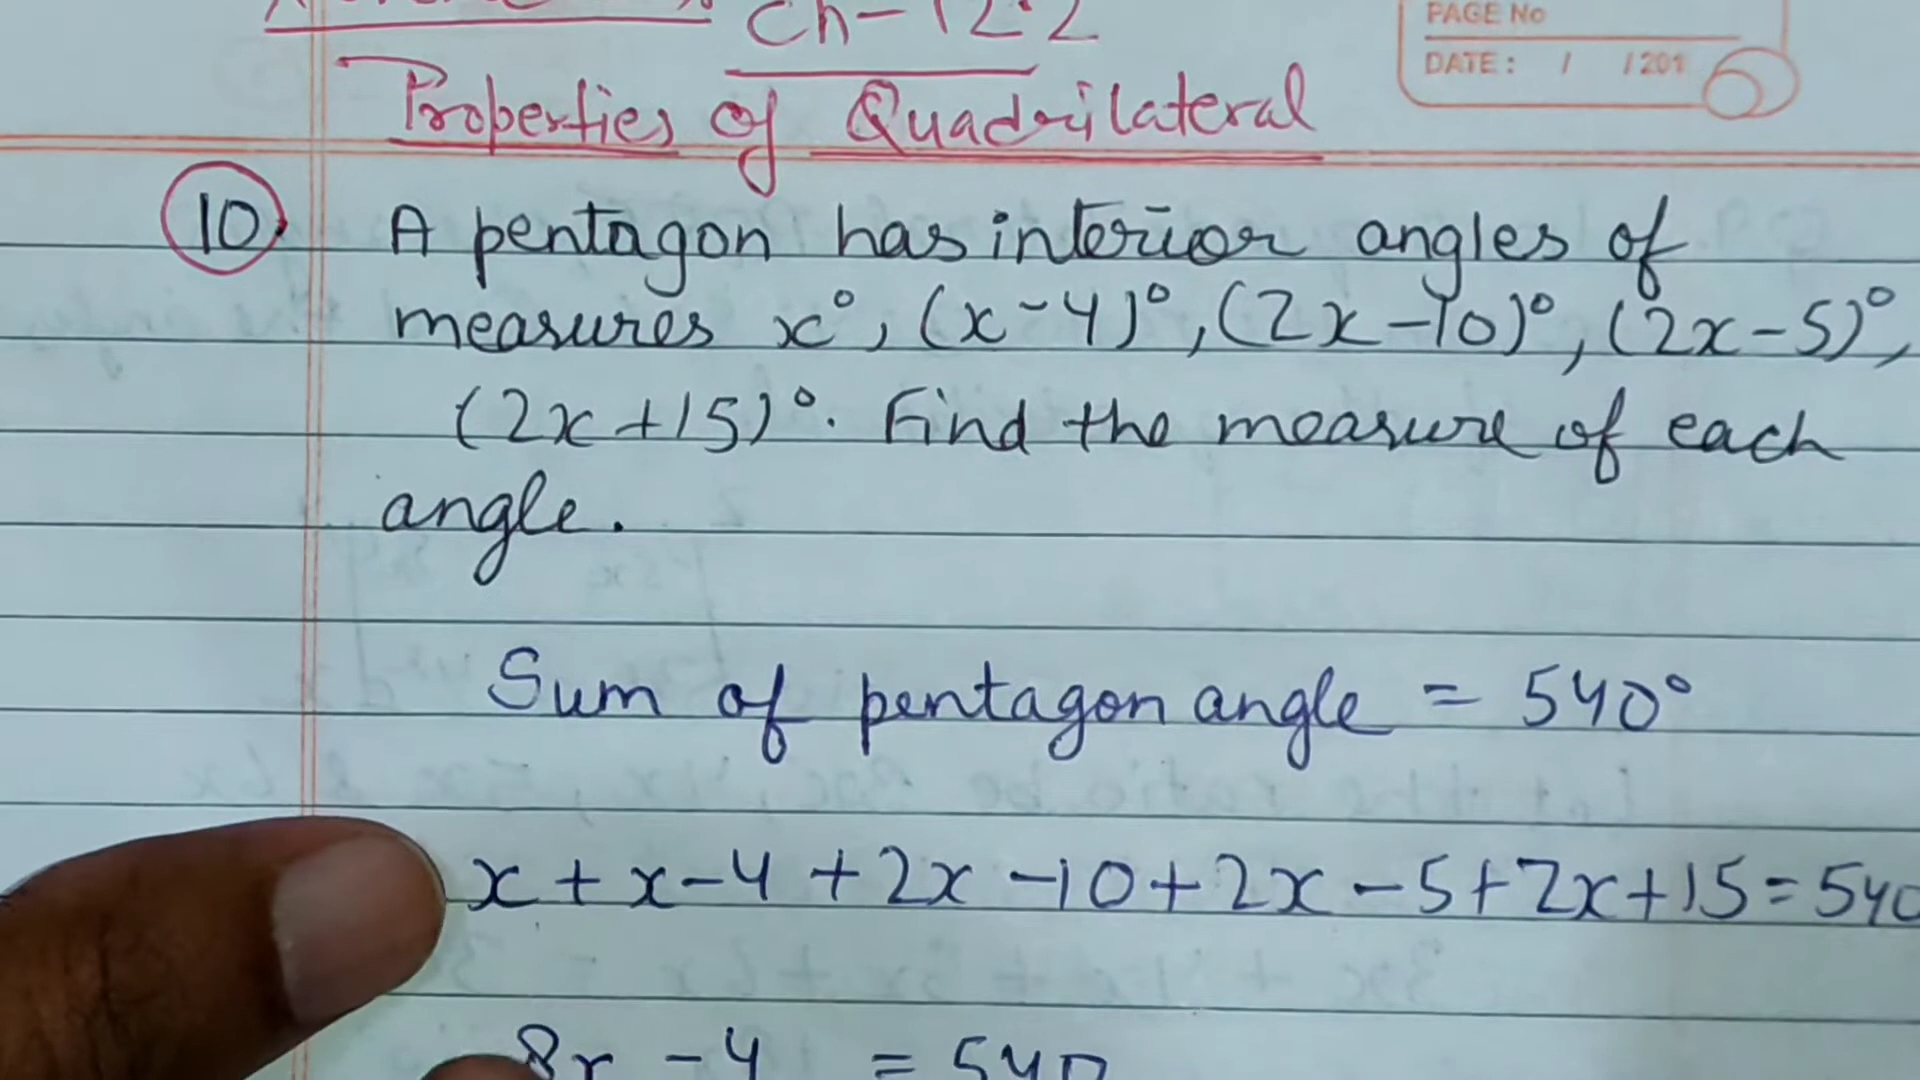 Ch-12.2
PAGE No
DATE: / /201
Properties of Quadrilateral
10. A pentagon has interior angles of
measures x°, (x-4)°, (2x-10)°, (2x-5)°,
(2x+15)°. Find the measure of each
angle.
Sum of pentagon angle = 540°
x + x-4 + 2x -10 + 2x -5 + 2x + 15 = 540
8x - 4 = 540